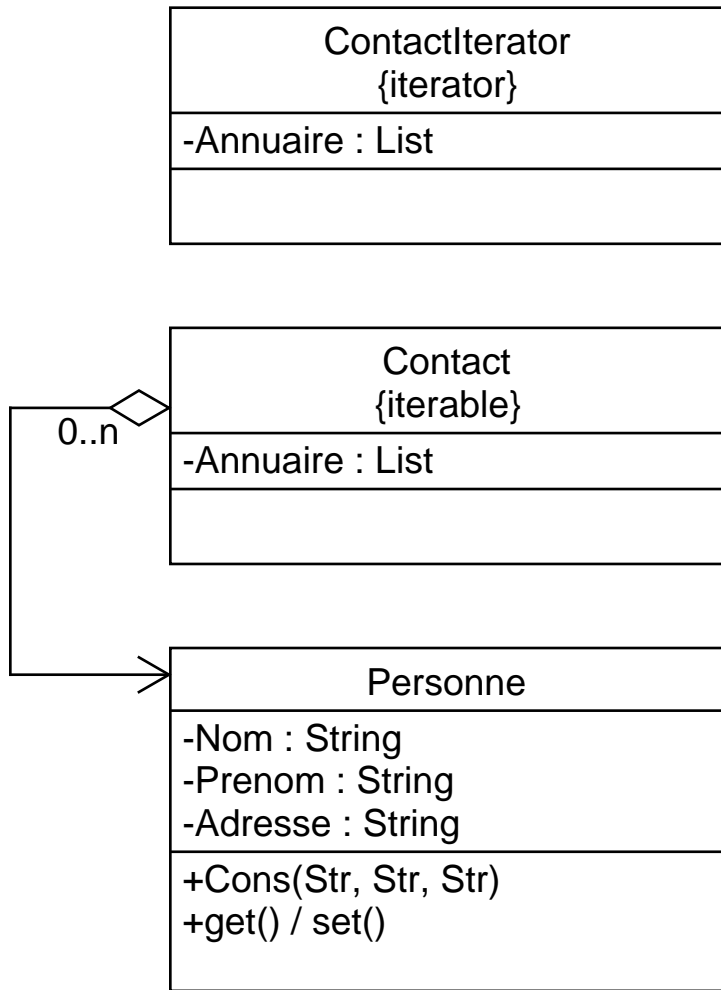 ContactIterator
{iterator}
-Annuaire : List
Contact
{iterable}
0..n
-Annuaire : List
Personne
-Nom : String
-Prenom : String
-Adresse : String
+Cons(Str, Str, Str)
+get() / set()